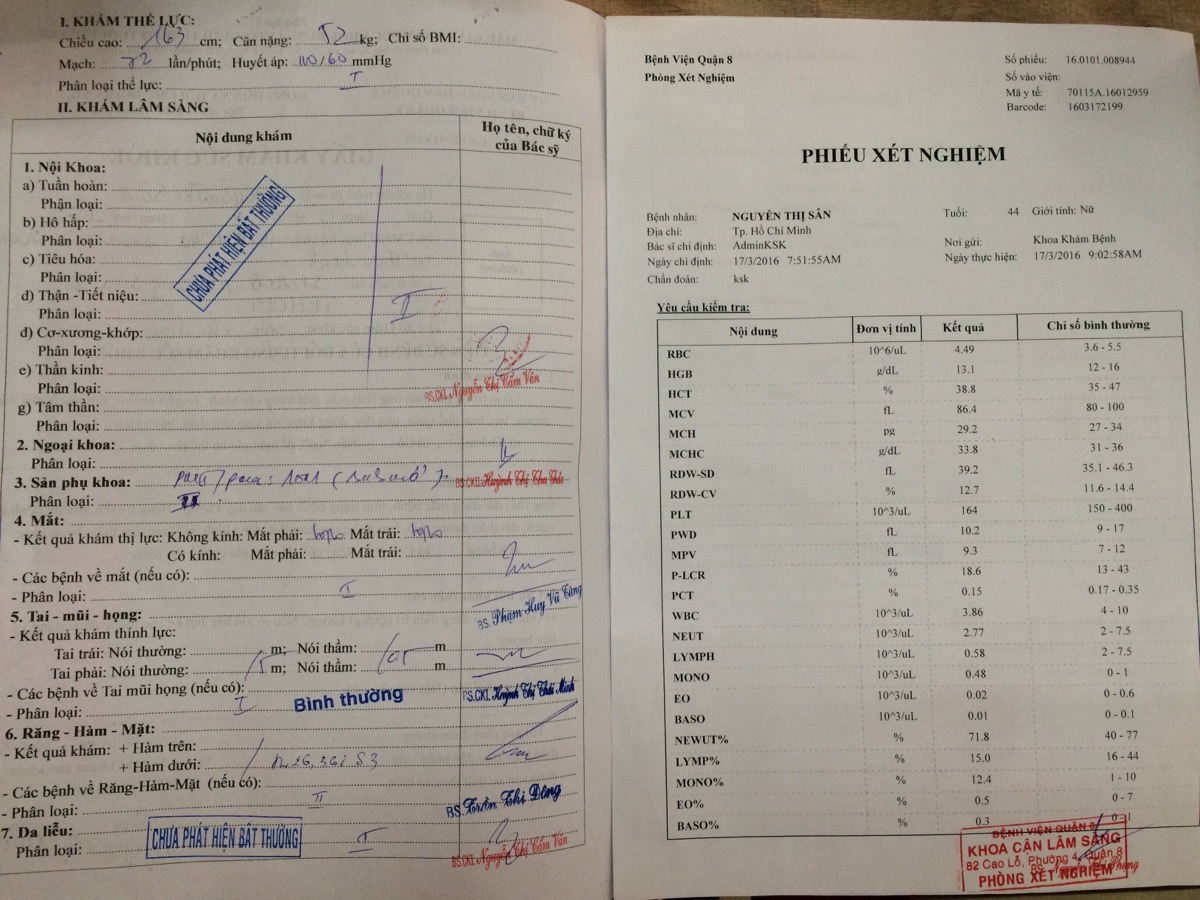 I. KHÁM THỂ LỰC:
Chiều cao: 163 cm; Cân nặng: 52 kg; Chỉ số BMI:
Mạch: 72 lần/phút; Huyết áp: 110/60 mmHg
Phân loại thể lực: I
II. KHÁM LÂM SÀNG
Nội dung khám
Họ tên, chữ ký của Bác sỹ
1. Nội Khoa:
a) Tuần hoàn:
Phân loại:
b) Hô hấp:
Phân loại:
c) Tiêu hóa:
Phân loại:
CHƯA PHÁT HIỆN BẤT THƯỜNG
d) Thận -Tiết niệu:
Phân loại: II
đ) Cơ-xương-khớp:
Phân loại:
e) Thần kinh:
Phân loại:
BS.CKI. Nguyễn Thị Cẩm Vân
g) Tâm thần:
Phân loại:
2. Ngoại khoa:
Phân loại:
3. Sản phụ khoa:
BS.CKII. Huỳnh Thị Thu Thủy
Phân loại: II
4. Mắt:
- Kết quả khám thị lực: Không kính: Mắt phải: 10/10 Mắt trái: 10/10
Có kính: Mắt phải: Mắt trái:
- Các bệnh về mắt (nếu có):
- Phân loại: I
BS. Phạm Huy Vũ Tùng
5. Tai - mũi - họng:
- Kết quả khám thính lực:
Tai trái: Nói thường: m; Nói thầm: m
Tai phải: Nói thường: 5 m; Nói thầm: 0,5 m
- Các bệnh về Tai mũi họng (nếu có):
- Phân loại: I Bình thường
BS.CKI. Huỳnh Thị Thái Minh
6. Răng - Hàm - Mặt:
- Kết quả khám: + Hàm trên:
+ Hàm dưới: R26,36: S3
- Các bệnh về Răng-Hàm-Mặt (nếu có):
- Phân loại: II
BS. Trần Thị Đông
7. Da liễu:
Phân loại: CHƯA PHÁT HIỆN BẤT THƯỜNG I
BS.CKI. Nguyễn Thị Cẩm Vân
Bệnh Viện Quận 8
Phòng Xét Nghiệm
Số phiếu: 16.0101.008944
Số vào viện:
Mã y tế: 70115A.16012959
Barcode: 1603172199
PHIẾU XÉT NGHIỆM
Bệnh nhân: NGUYỄN THỊ SÂN Tuổi: 44 Giới tính: Nữ
Địa chỉ: Tp. Hồ Chí Minh
Bác sĩ chỉ định: AdminKSK Nơi gửi: Khoa Khám Bệnh
Ngày chỉ định: 17/3/2016 7:51:55AM Ngày thực hiện: 17/3/2016 9:02:58AM
Chẩn đoán: ksk
Yêu cầu kiểm tra:
Nội dung Đơn vị tính Kết quả Chỉ số bình thường
RBC 10^6/uL 4.49 3.6 - 5.5
HGB g/dL 13.1 12 - 16
HCT % 38.8 35 - 47
MCV fL 86.4 80 - 100
MCH pg 29.2 27 - 34
MCHC g/dL 33.8 31 - 36
RDW-SD fL 39.2 35.1 - 46.3
RDW-CV % 12.7 11.6 - 14.4
PLT 10^3/uL 164 150 - 400
PWD fL 10.2 9 - 17
MPV fL 9.3 7 - 12
P-LCR % 18.6 13 - 43
PCT % 0.15 0.17 - 0.35
WBC 10^3/uL 3.86 4 - 10
NEUT 10^3/uL 2.77 2 - 7.5
LYMPH 10^3/uL 0.58 2 - 7.5
MONO 10^3/uL 0.48 0 - 1
EO 10^3/uL 0.02 0 - 0.6
BASO 10^3/uL 0.01 0 - 0.1
NEWUT% % 71.8 40 - 77
LYMP% % 15.0 16 - 44
MONO% % 12.4 1 - 10
EO% % 0.5 0 - 7
BASO% % 0.3 0 - 1
BỆNH VIỆN QUẬN 8
KHOA CẬN LÂM SÀNG
82 Cao Lỗ, Phường 4, Quận 8
PHÒNG XÉT NGHIỆM